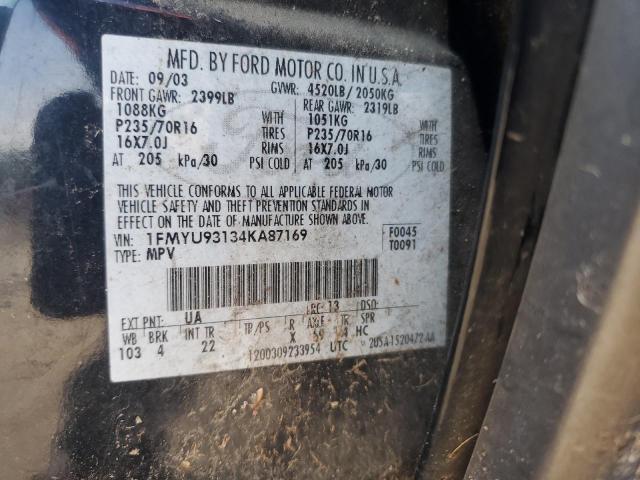 MFD. BY FORD MOTOR CO. IN U.S.A.
DATE: 09/03 GVWR: 4520LB/ 2050KG
FRONT GAWR: 2399LB REAR GAWR: 2319LB
1088KG WITH 1051KG WITH
P235/70R16 TIRES P235/70R16 TIRES
16X7.0J RIMS 16X7.0J RIMS
AT 205 kPa/30 PSI COLD AT 205 kPa/30 PSI COLD
THIS VEHICLE CONFORMS TO ALL APPLICABLE FEDERAL MOTOR
VEHICLE SAFETY AND THEFT PREVENTION STANDARDS IN
EFFECT ON THE DATE OF MANUFACTURE SHOWN ABOVE.
VIN: 1FMYU93134KA87169 F0045
TYPE: MPV T0091
EXT PNT: UA RC: 13 DSO:
WB BRK INT TR TP/PS R AXLE TR SPR
103 4 22 X HC
1200309233954 UTC